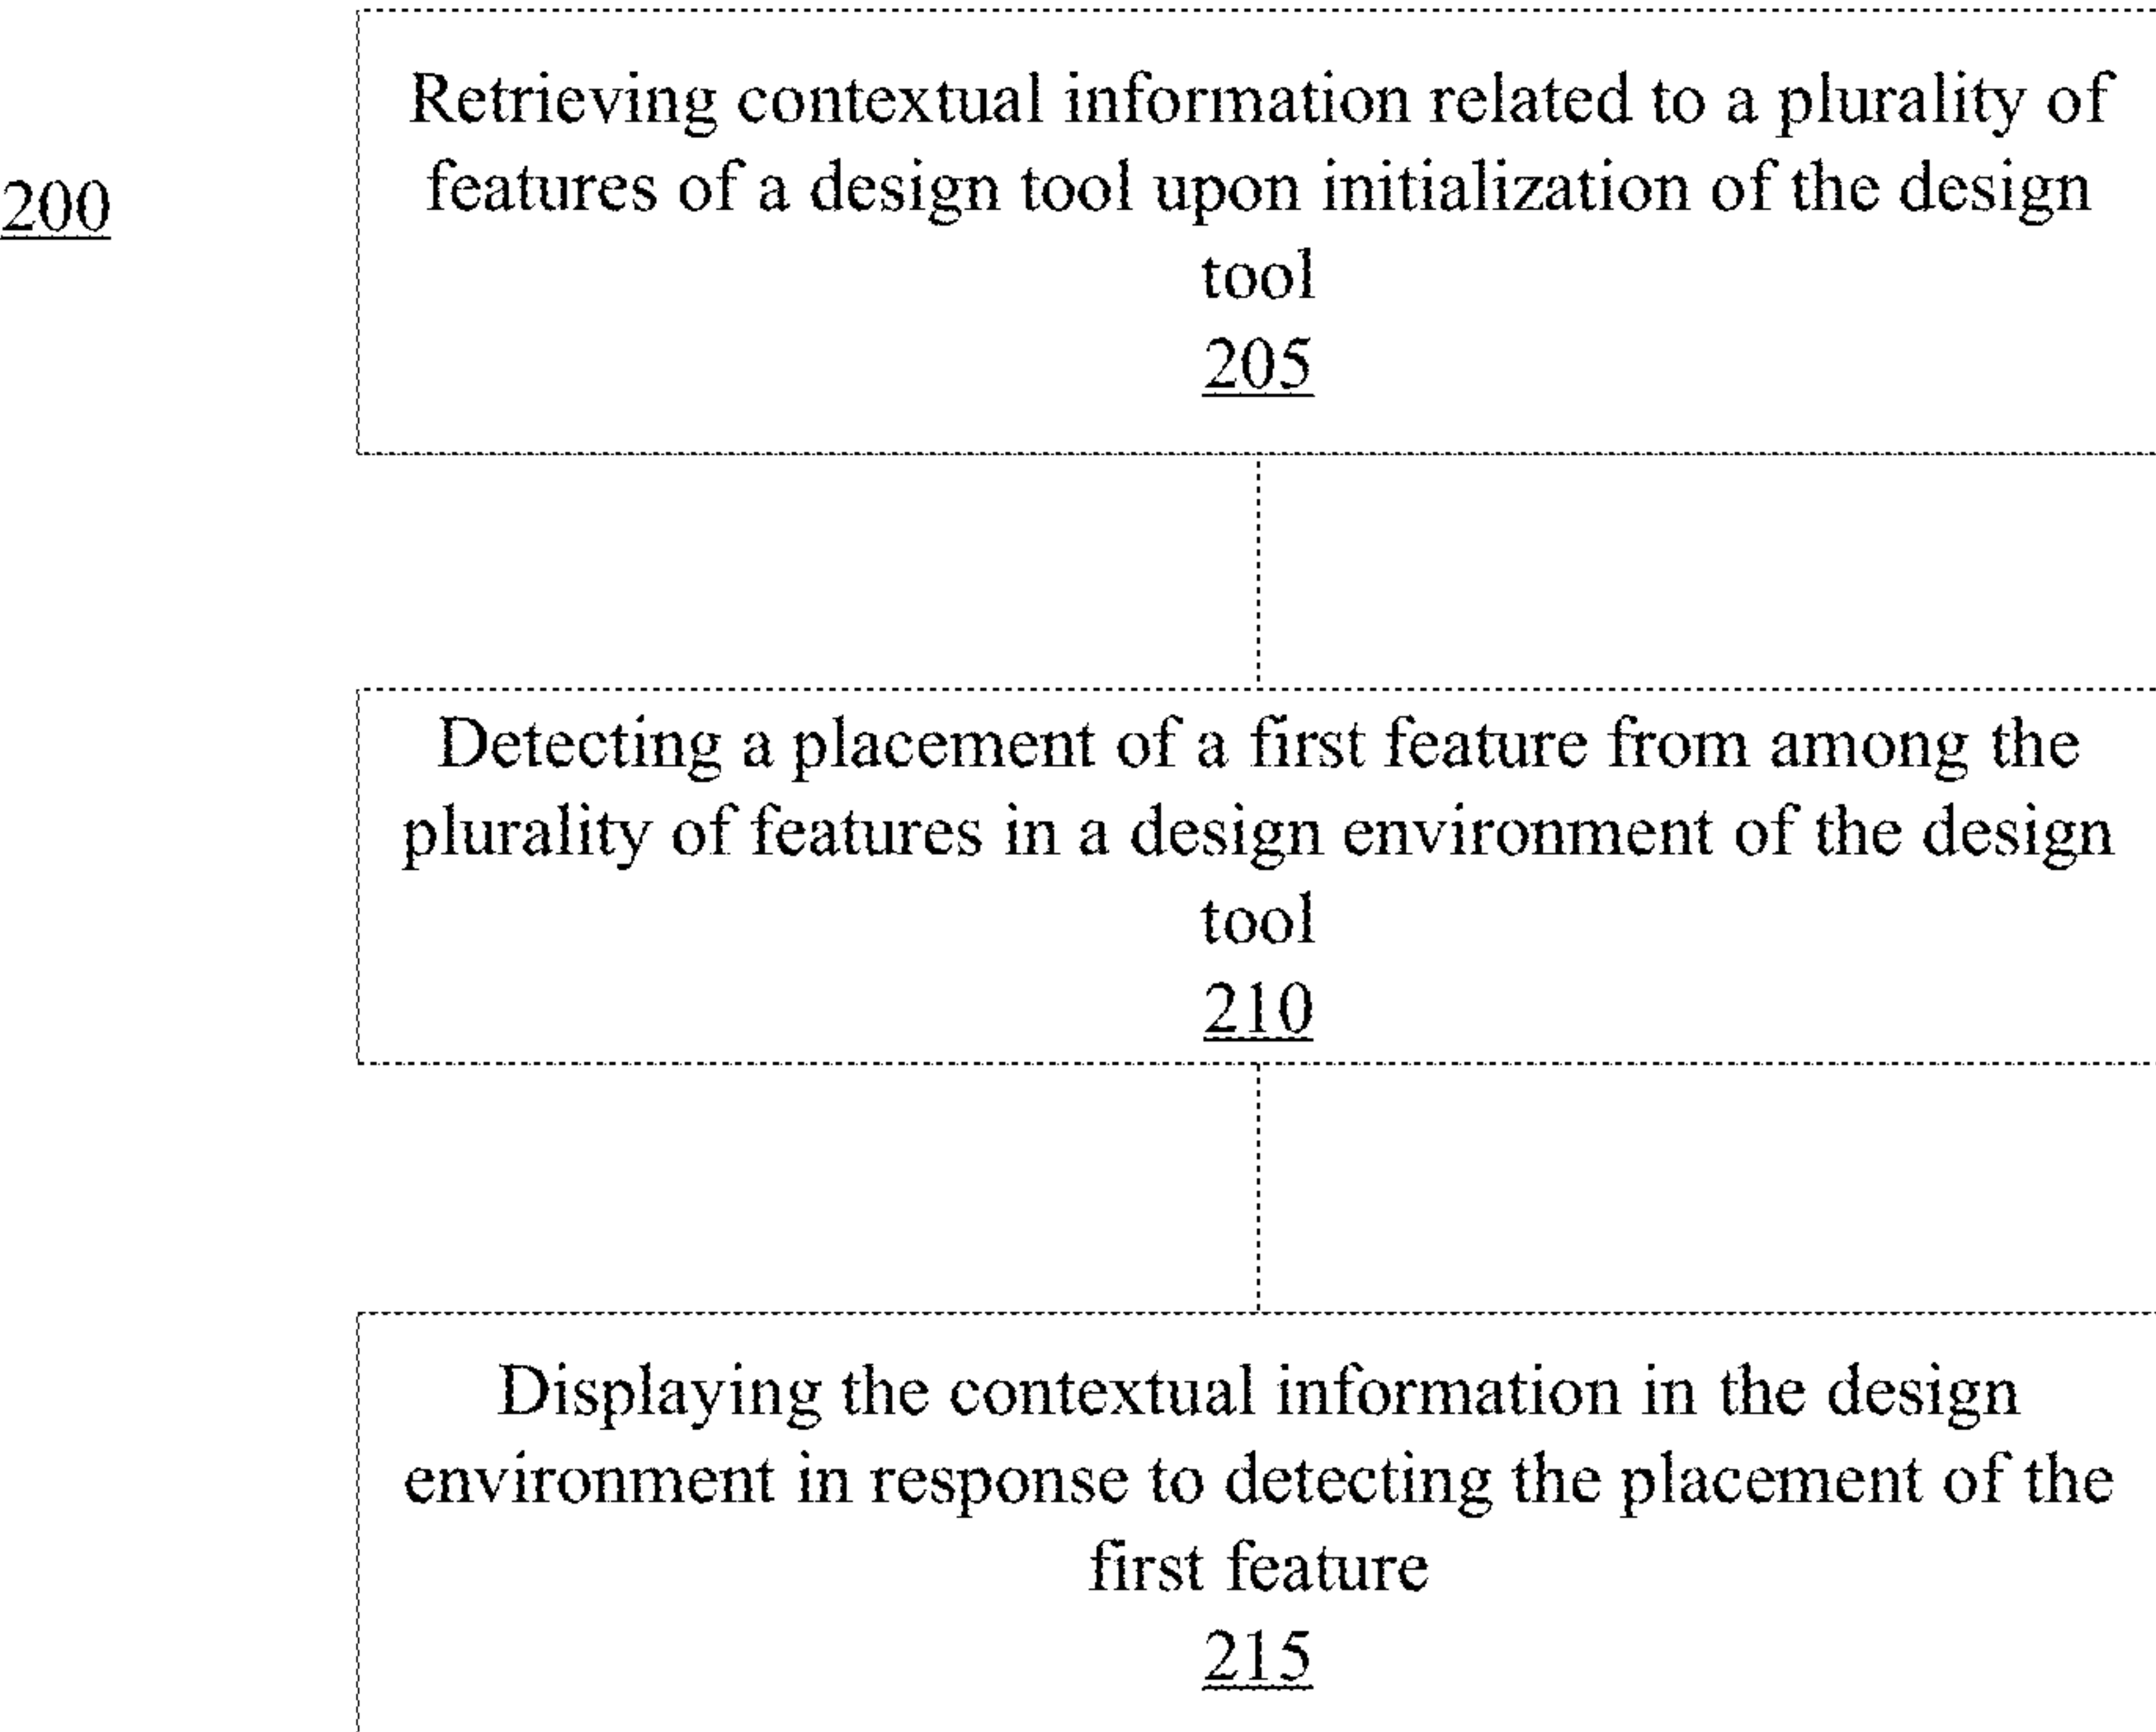 200
Retrieving contextual information related to a plurality of
features of a design tool upon initialization of the design
tool
205
Detecting a placement of a first feature from among the
plurality of features in a design environment of the design
tool
210
Displaying the contextual information in the design
environment in response to detecting the placement of the
first feature
215